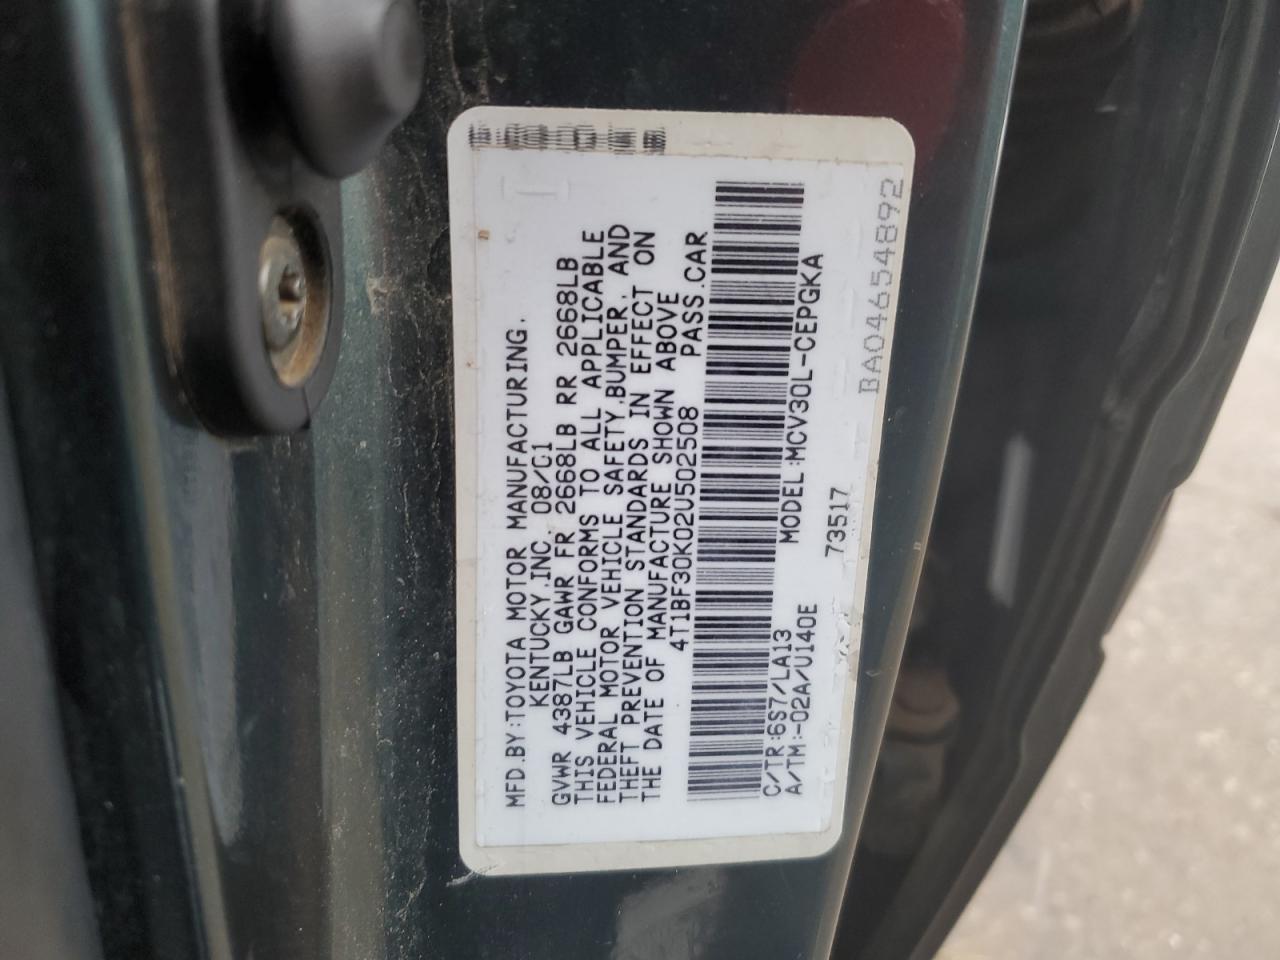 MFD.BY:TOYOTA MOTOR MANUFACTURING,
KENTUCKY,INC. 08/01
GVWR 4387LB GAWR FR 2668LB RR 2668LB
THIS VEHICLE CONFORMS TO ALL APPLICABLE
FEDERAL MOTOR VEHICLE SAFETY,BUMPER, AND
THEFT PREVENTION STANDARDS IN EFFECT ON
THE DATE OF MANUFACTURE SHOWN ABOVE
4T1BF30K02U502508 PASS.CAR
C/TR:6S7/LA13 MODEL:MCV30L-CEPGKA
A/TM:-02A/U140E
73517
BA04654892